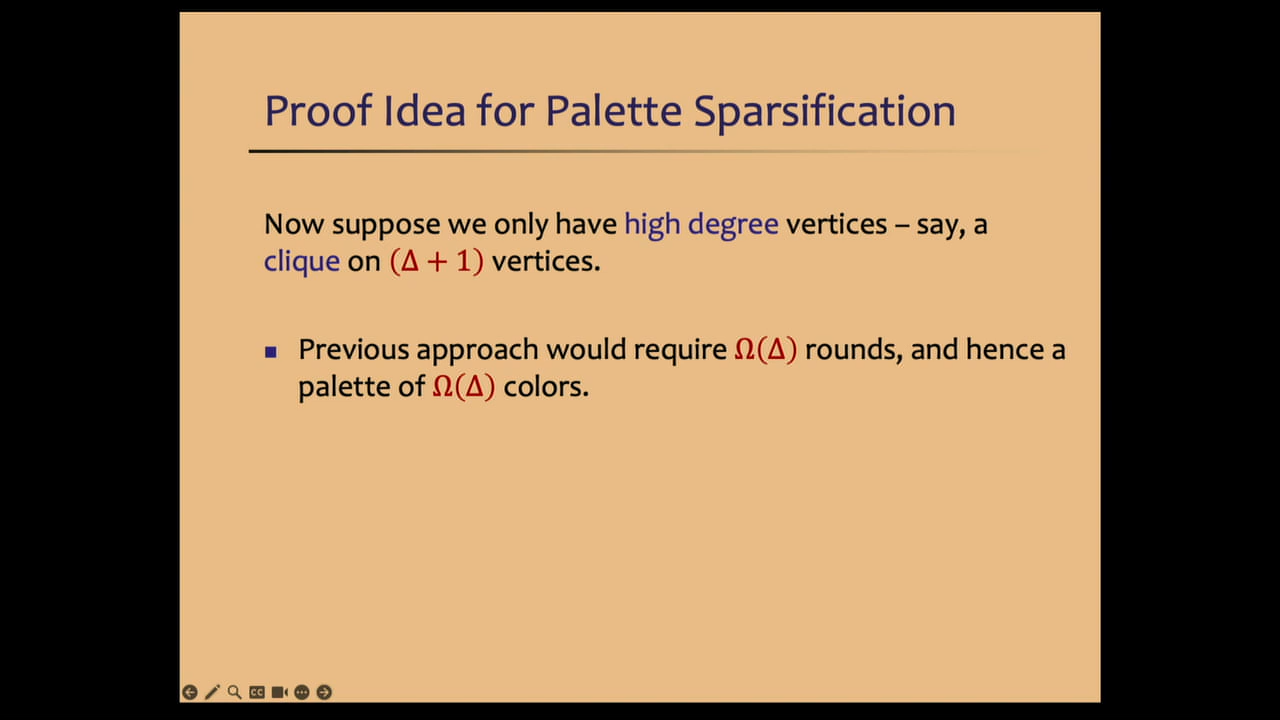 Proof Idea for Palette Sparsification
Now suppose we only have high degree vertices – say, a
clique on (Δ + 1) vertices.
▪ Previous approach would require Ω(Δ) rounds, and hence a
palette of Ω(Δ) colors.
CC